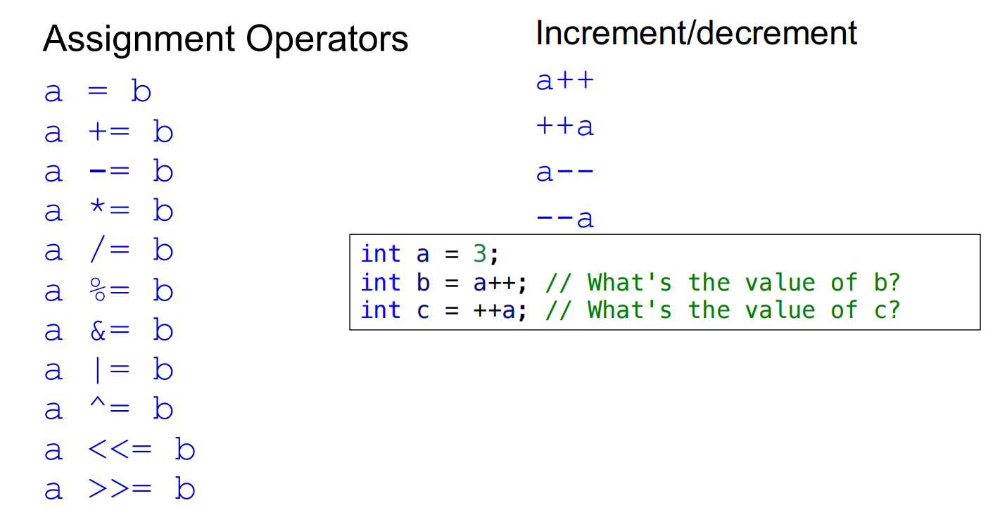 Assignment Operators
a = b
a += b
a -= b
a *= b
a /= b
a %= b
a &= b
a |= b
a ^= b
a <<= b
a >>= b
Increment/decrement
a++
++a
a--
--a
int a = 3;
int b = a++; // What's the value of b?
int c = ++a; // What's the value of c?